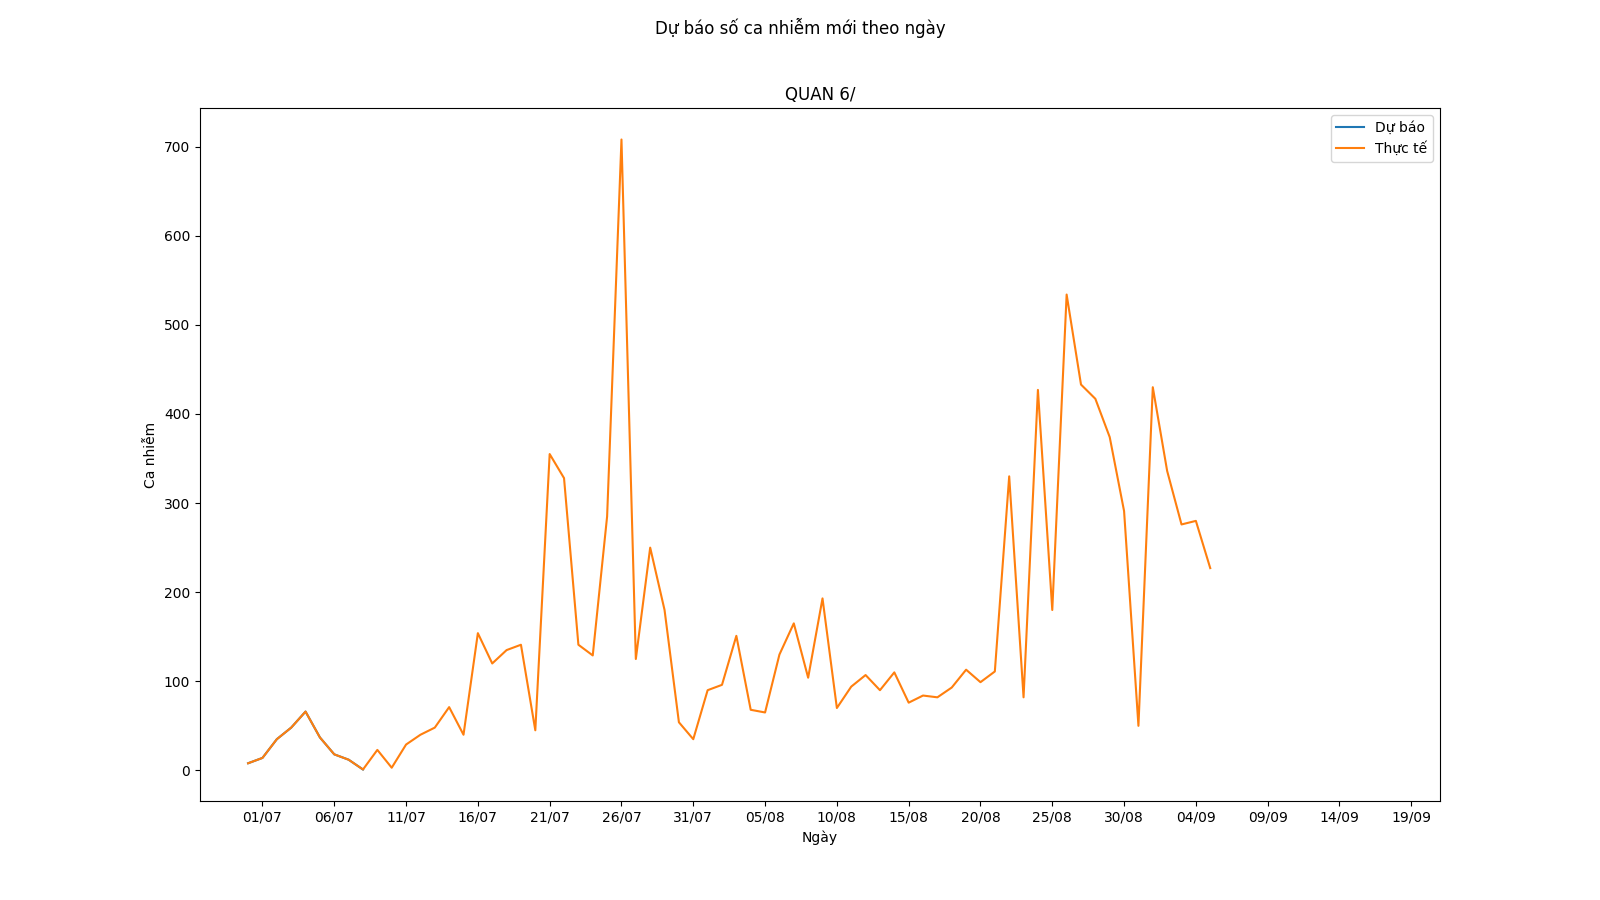 Dự báo số ca nhiễm mới theo ngày
QUAN 6/
Dự báo
Thực tế
700
600
500
400
300
200
100
0
Ca nhiễm
01/07 06/07 11/07 16/07 21/07 26/07 31/07 05/08 10/08 15/08 20/08 25/08 30/08 04/09 09/09 14/09 19/09
Ngày